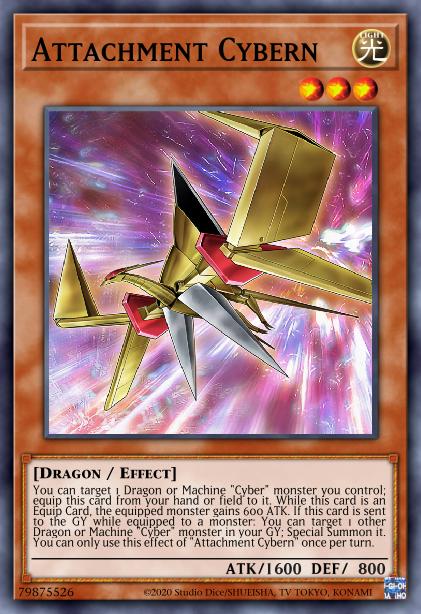 ATTACHMENT CYBERN
LIGHT
光
[DRAGON / EFFECT]
You can target 1 Dragon or Machine "Cyber" monster you control;
equip this card from your hand or field to it. While this card is an
Equip Card, the equipped monster gains 600 ATK. If this card is sent
to the GY while equipped to a monster: You can target 1 other
Dragon or Machine "Cyber" monster in your GY; Special Summon it.
You can only use this effect of "Attachment Cybern" once per turn.
ATK/1600 DEF/ 800
79875526
©2020 Studio Dice/SHUEISHA, TV TOKYO, KONAMI